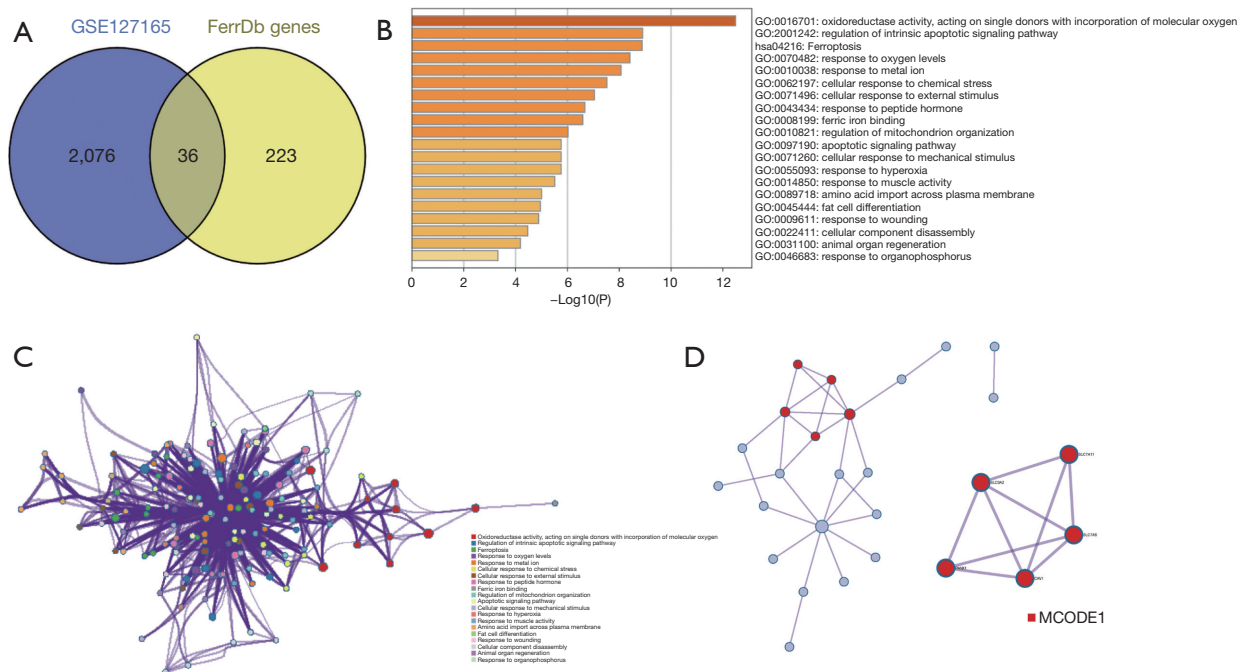 A
GSE127165
FerrDb genes
2,076
36
223
B
GO:0016701: oxidoreductase activity, acting on single donors with incorporation of molecular oxygen
GO:2001242: regulation of intrinsic apoptotic signaling pathway
hsa04216: Ferroptosis
GO:0070482: response to oxygen levels
GO:0010038: response to metal ion
GO:0062197: cellular response to chemical stress
GO:0071496: cellular response to external stimulus
GO:0043434: response to peptide hormone
GO:0008199: ferric iron binding
GO:0010821: regulation of mitochondrion organization
GO:0097190: apoptotic signaling pathway
GO:0071260: cellular response to mechanical stimulus
GO:0055093: response to hyperoxia
GO:0014850: response to muscle activity
GO:0089718: amino acid import across plasma membrane
GO:0045444: fat cell differentiation
GO:0009611: response to wounding
GO:0022411: cellular component disassembly
GO:0031100: animal organ regeneration
GO:0046683: response to organophosphorus
0 2 4 6 8 10 12
−Log10(P)
C
Oxidoreductase activity, acting on single donors with incorporation of molecular oxygen
Regulation of intrinsic apoptotic signaling pathway
Ferroptosis
Response to oxygen levels
Response to metal ion
Cellular response to chemical stress
Cellular response to external stimulus
Response to peptide hormone
Ferric iron binding
Regulation of mitochondrion organization
Apoptotic signaling pathway
Cellular response to mechanical stimulus
Response to hyperoxia
Response to muscle activity
Amino acid import across plasma membrane
Fat cell differentiation
Response to wounding
Cellular component disassembly
Animal organ regeneration
Response to organophosphorus
D
SLC7A11
MCODE1